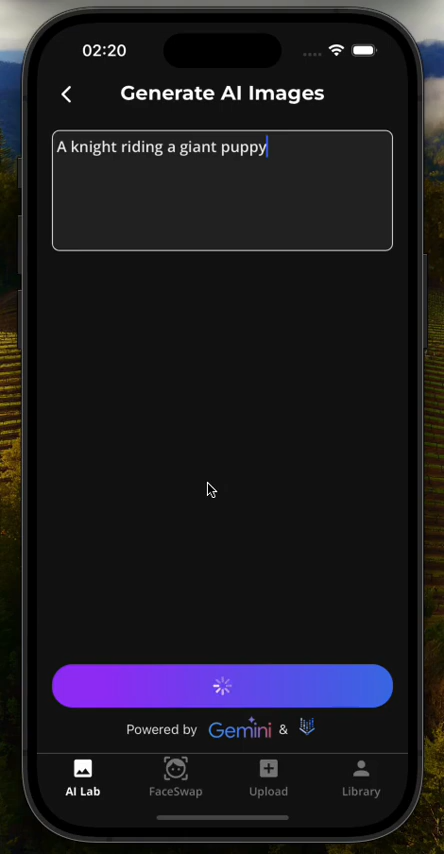 02:20
Generate AI Images
A knight riding a giant puppy
Powered by Gemini &
AI Lab FaceSwap Upload Library